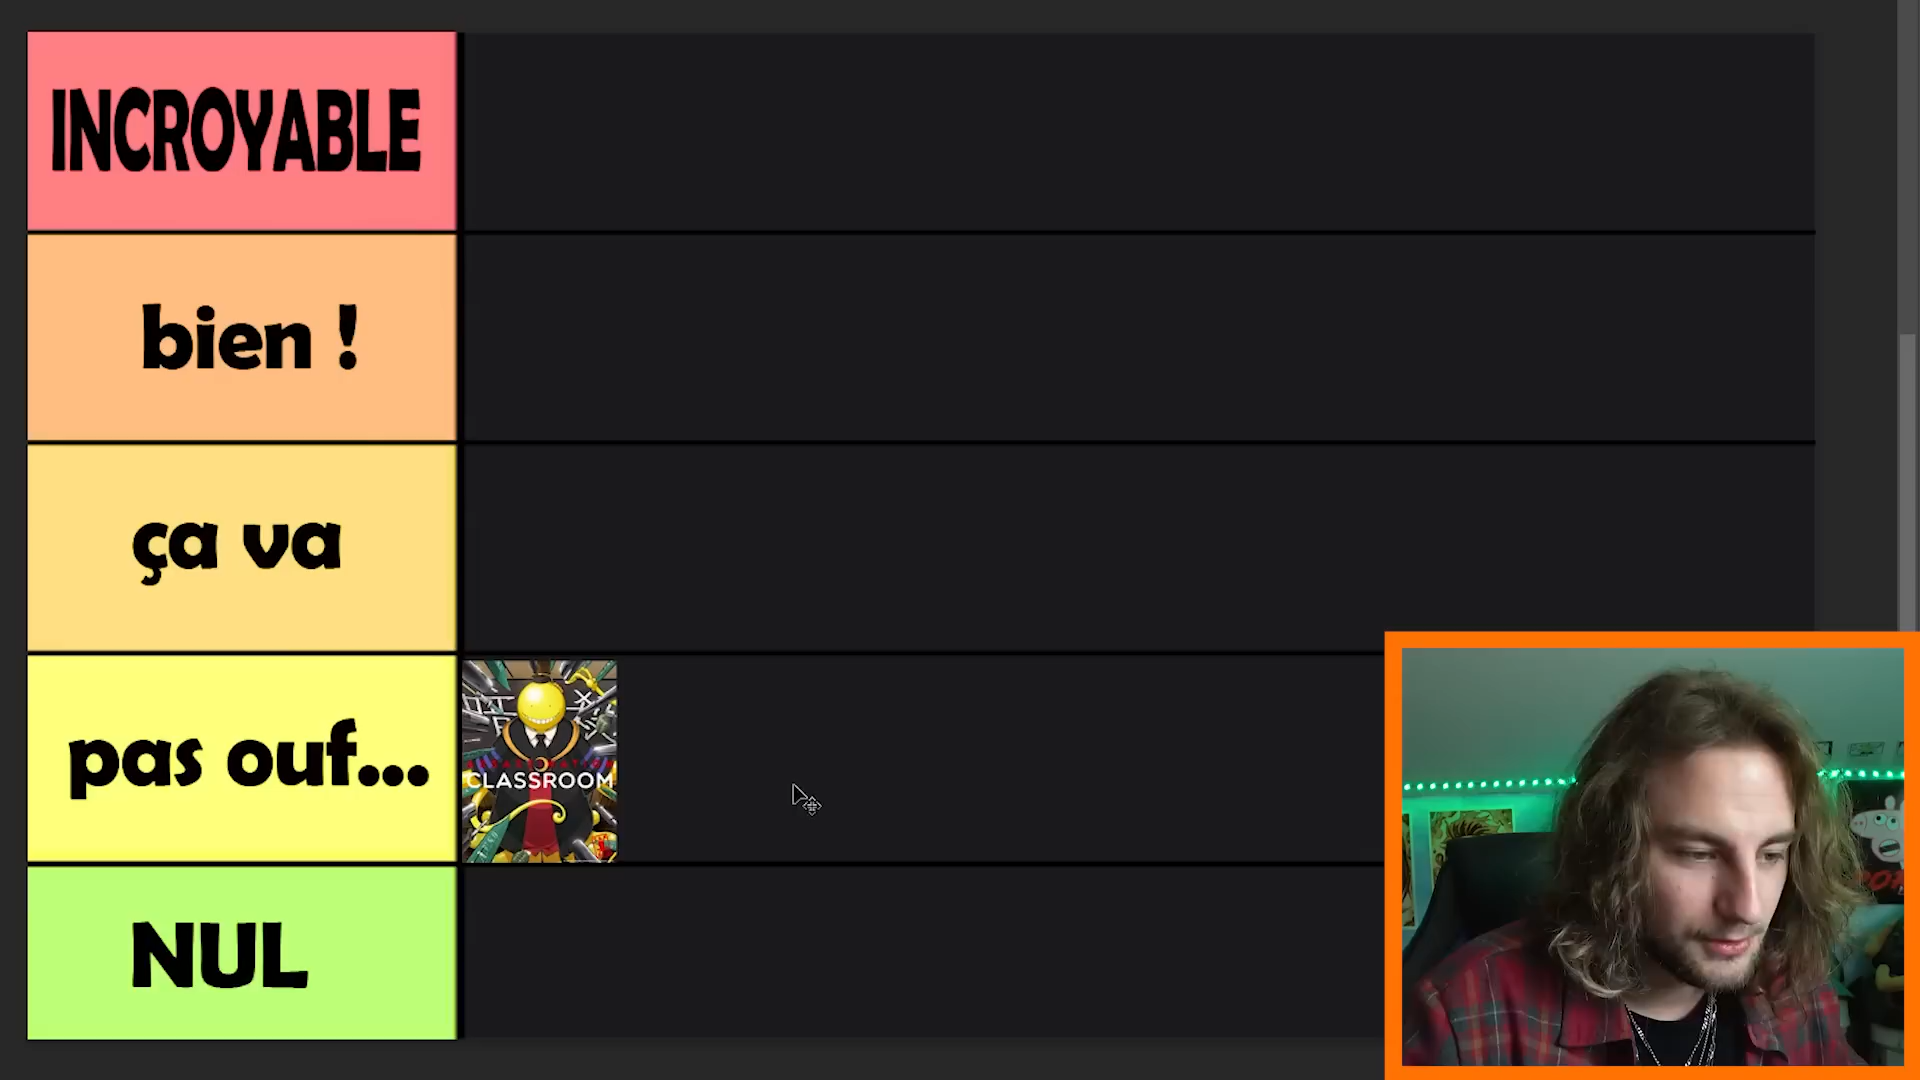 INCROYABLE
bien !
ça va
pas ouf...
CLASSROOM
NUL